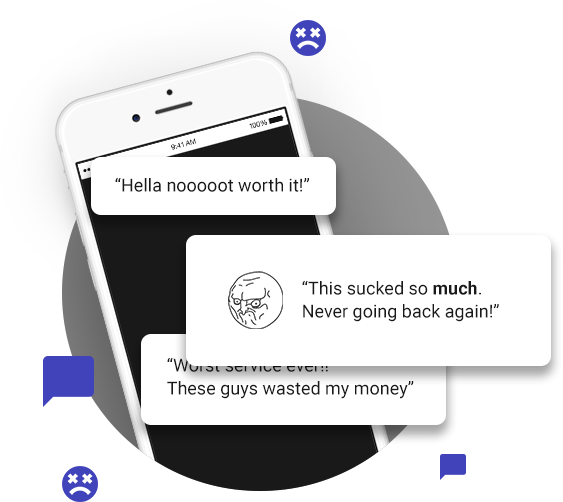 100%
9:41 AM
“Hella nooooot worth it!”
“This sucked so much.
Never going back again!”
“Worst service ever!!
These guys wasted my money”